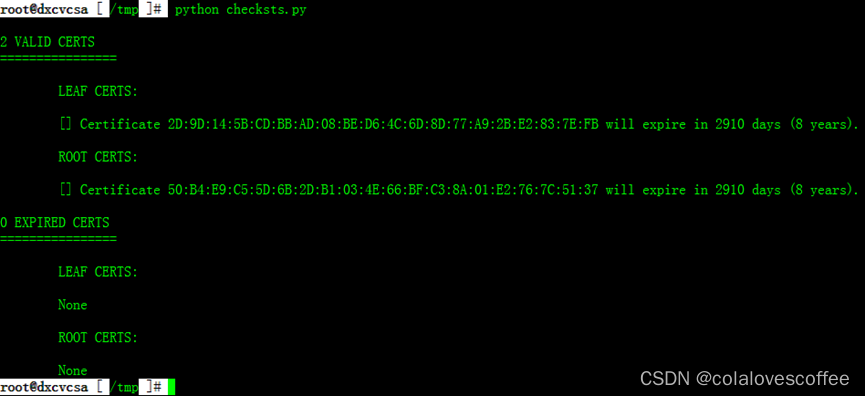 root@dxcvcsa [ /tmp ]# python checksts.py
2 VALID CERTS
================
LEAF CERTS:
[] Certificate 2D:9D:14:5B:CD:BB:AD:08:BE:D6:4C:6D:8D:77:A9:2B:E2:83:7E:FB will expire in 2910 days (8 years).
ROOT CERTS:
[] Certificate 50:B4:E9:C5:5D:6B:2D:B1:03:4E:66:BF:C3:8A:01:E2:76:7C:51:37 will expire in 2910 days (8 years).
0 EXPIRED CERTS
================
LEAF CERTS:
None
ROOT CERTS:
None
root@dxcvcsa [ /tmp ]#
CSDN @colalovescoffee